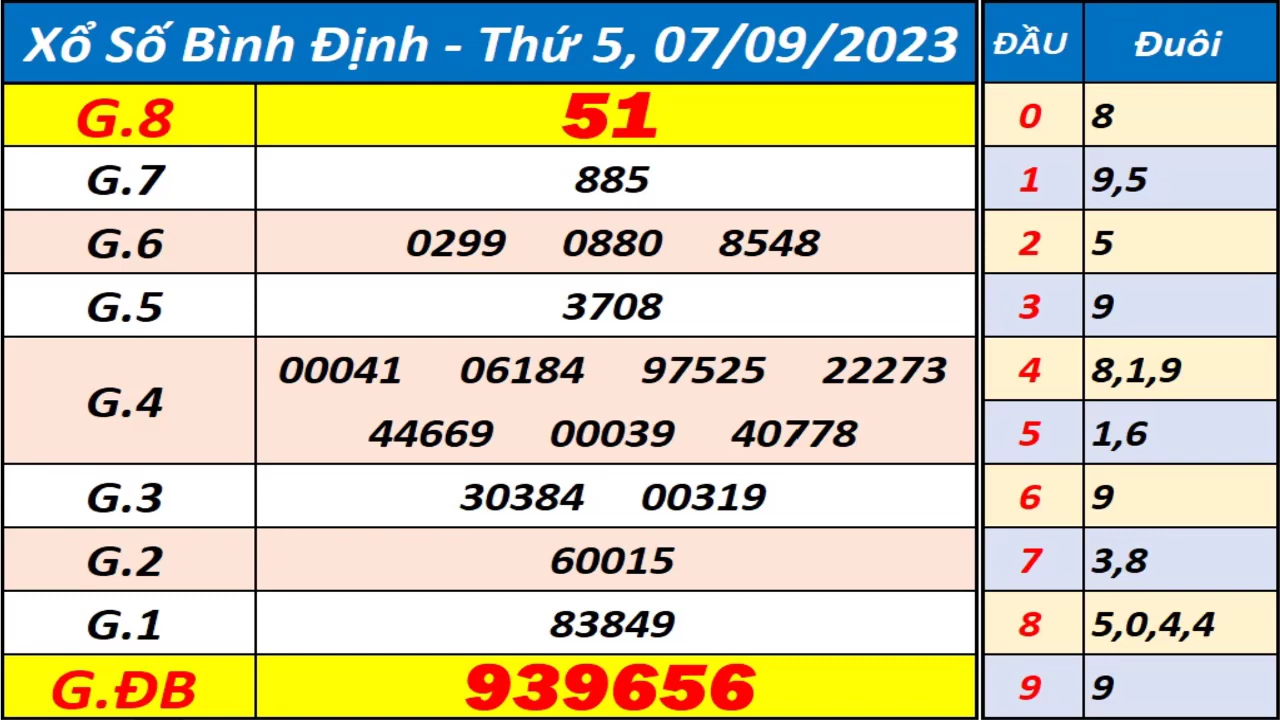 Xổ Số Bình Định - Thứ 5, 07/09/2023
G.8 51
G.7 885
G.6 0299 0880 8548
G.5 3708
G.4 00041 06184 97525 22273
44669 00039 40778
G.3 30384 00319
G.2 60015
G.1 83849
G.ĐB 939656
ĐẦU Đuôi
0 8
1 9,5
2 5
3 9
4 8,1,9
5 1,6
6 9
7 3,8
8 5,0,4,4
9 9